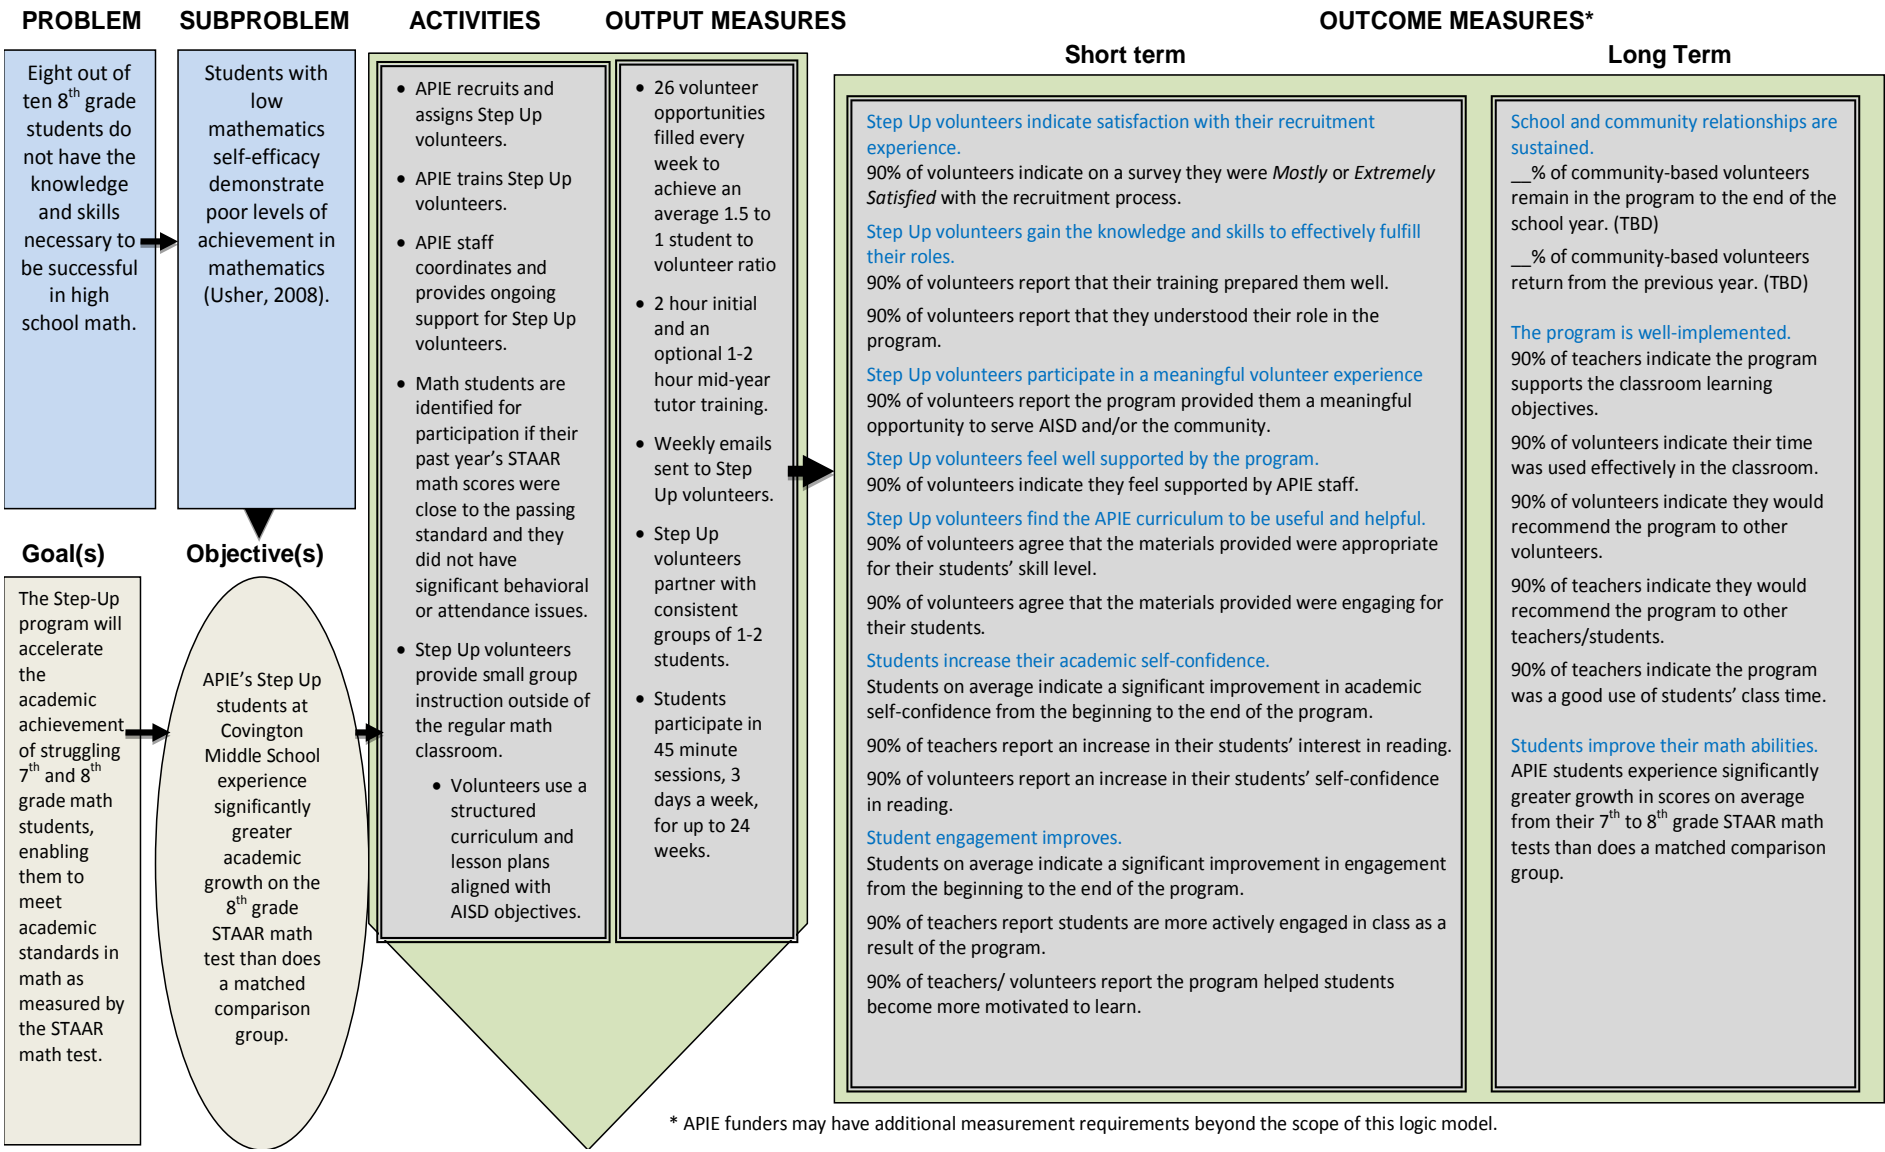 PROBLEM
SUBPROBLEM
ACTIVITIES
OUTPUT MEASURES
OUTCOME MEASURES*
Short term
Long Term
Eight out of
ten 8th grade
students do
not have the
knowledge
and skills
necessary to
be successful
in high
school math.
Students with
low
mathematics
self-efficacy
demonstrate
poor levels of
achievement in
mathematics
(Usher, 2008).
Goal(s)
The Step-Up
program will
accelerate
the
academic
achievement
of struggling
7th and 8th
grade math
students,
enabling
them to
meet
academic
standards in
math as
measured by
the STAAR
math test.
Objective(s)
APIE's Step Up
students at
Covington
Middle School
experience
significantly
greater
academic
growth on the
8th grade
STAAR math
test than does
a matched
comparison
group.
• APIE recruits and
assigns Step Up
volunteers.
• APIE trains Step Up
volunteers.
• APIE staff
coordinates and
provides ongoing
support for Step Up
volunteers.
• Math students are
identified for
participation if their
past year's STAAR
math scores were
close to the passing
standard and they
did not have
significant behavioral
or attendance issues.
• Step Up volunteers
provide small group
instruction outside of
the regular math
classroom.
• Volunteers use a
structured
curriculum and
lesson plans
aligned with
AISD objectives.
• 26 volunteer
opportunities
filled every
week to
achieve an
average 1.5 to
1 student to
volunteer ratio
• 2 hour initial
and an
optional 1-2
hour mid-year
tutor training.
• Weekly emails
sent to Step
Up volunteers.
• Step Up
volunteers
partner with
consistent
groups of 1-2
students.
• Students
participate in
45 minute
sessions, 3
days a week,
for up to 24
weeks.
Step Up volunteers indicate satisfaction with their recruitment
experience.
90% of volunteers indicate on a survey they were Mostly or Extremely
Satisfied with the recruitment process.
Step Up volunteers gain the knowledge and skills to effectively fulfill
their roles.
90% of volunteers report that their training prepared them well.
90% of volunteers report that they understood their role in the
program.
Step Up volunteers participate in a meaningful volunteer experience
90% of volunteers report the program provided them a meaningful
opportunity to serve AISD and/or the community.
Step Up volunteers feel well supported by the program.
90% of volunteers indicate they feel supported by APIE staff.
Step Up volunteers find the APIE curriculum to be useful and helpful.
90% of volunteers agree that the materials provided were appropriate
for their students' skill level.
90% of volunteers agree that the materials provided were engaging for
their students.
Students increase their academic self-confidence.
Students on average indicate a significant improvement in academic
self-confidence from the beginning to the end of the program.
90% of teachers report an increase in their students' interest in reading.
90% of volunteers report an increase in their students' self-confidence
in reading.
Student engagement improves.
Students on average indicate a significant improvement in engagement
from the beginning to the end of the program.
90% of teachers report students are more actively engaged in class as a
result of the program.
90% of teachers/ volunteers report the program helped students
become more motivated to learn.
School and community relationships are
sustained.
__% of community-based volunteers
remain in the program to the end of the
school year. (TBD)
__% of community-based volunteers
return from the previous year. (TBD)
The program is well-implemented.
90% of teachers indicate the program
supports the classroom learning
objectives.
90% of volunteers indicate their time
was used effectively in the classroom.
90% of volunteers indicate they would
recommend the program to other
volunteers.
90% of teachers indicate they would
recommend the program to other
teachers/students.
90% of teachers indicate the program
was a good use of students' class time.
Students improve their math abilities.
APIE students experience significantly
greater growth in scores on average
from their 7th to 8th grade STAAR math
tests than does a matched comparison
group.
* APIE funders may have additional measurement requirements beyond the scope of this logic model.